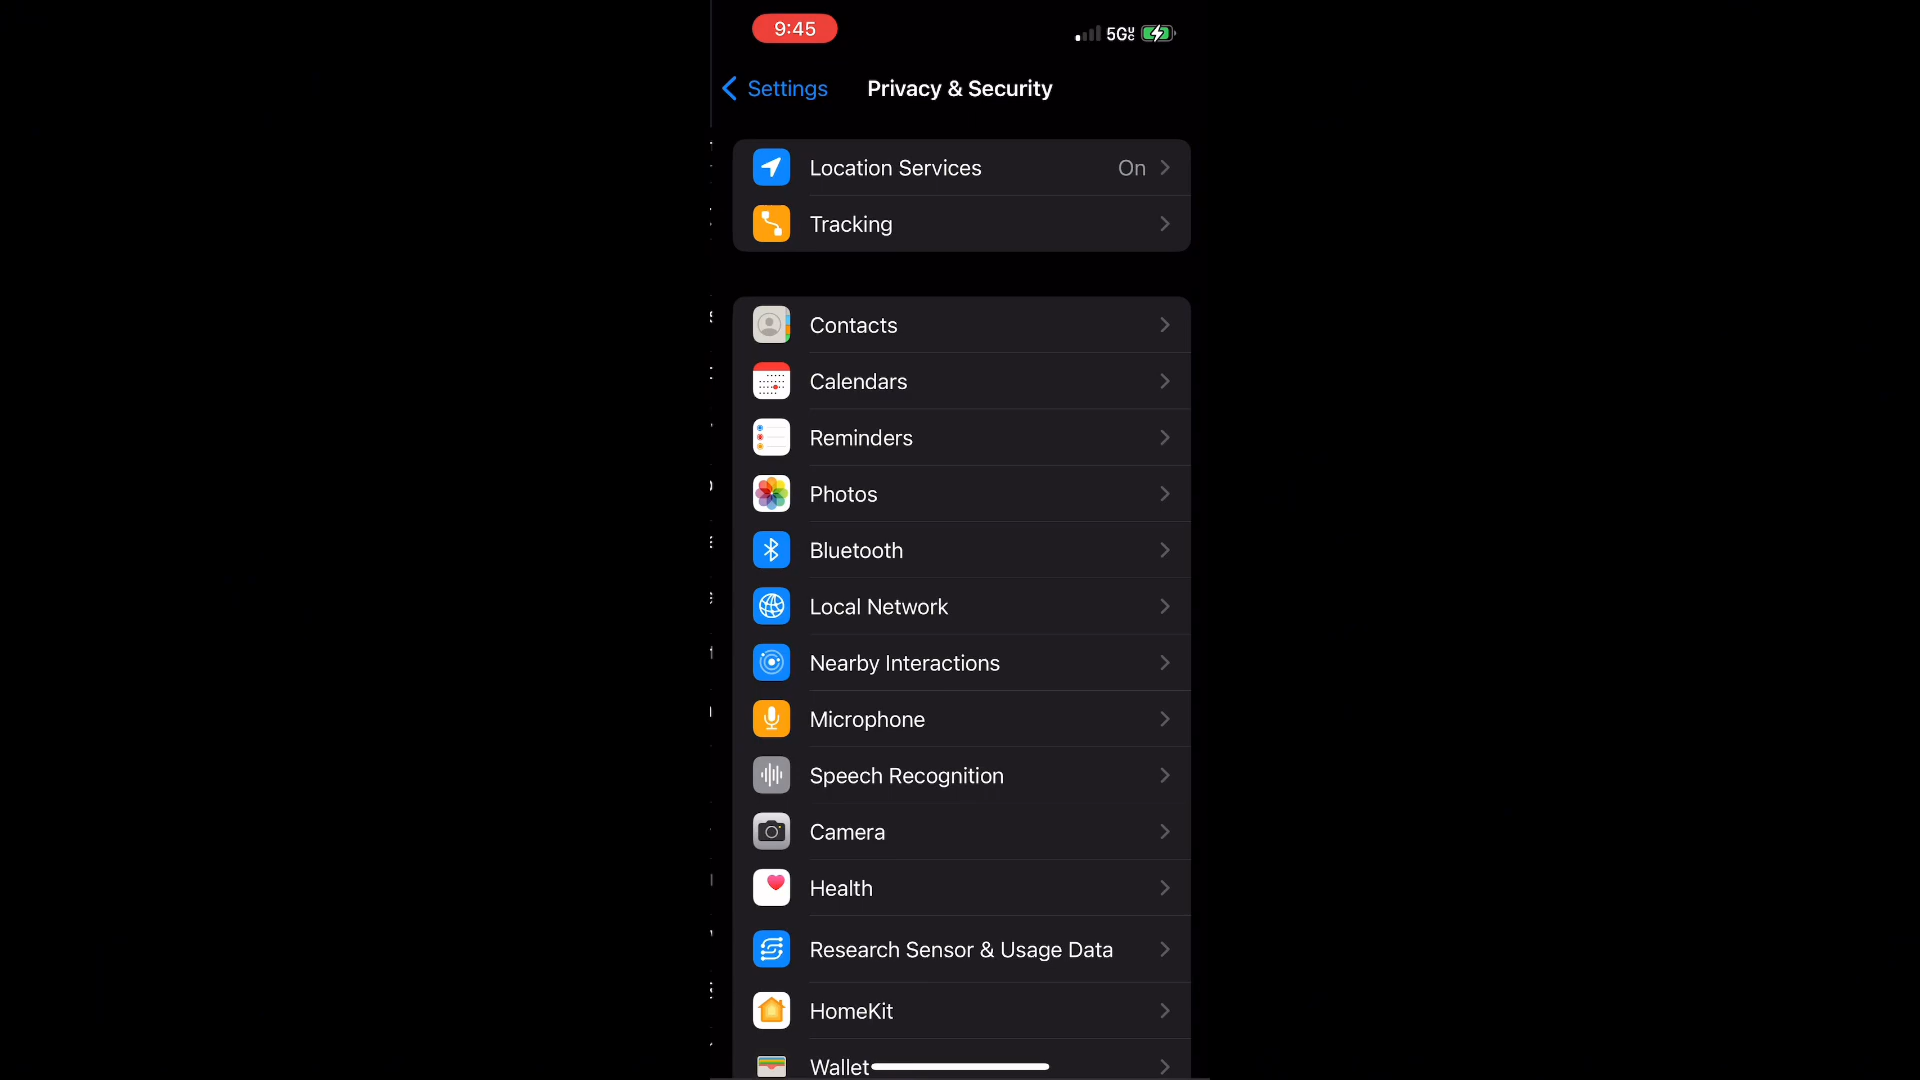 9:45
5GUC
Settings
Privacy & Security
Location Services
On
Tracking
Contacts
Calendars
Reminders
Photos
Bluetooth
Local Network
Nearby Interactions
Microphone
Speech Recognition
Camera
Health
Research Sensor & Usage Data
HomeKit
Wallet